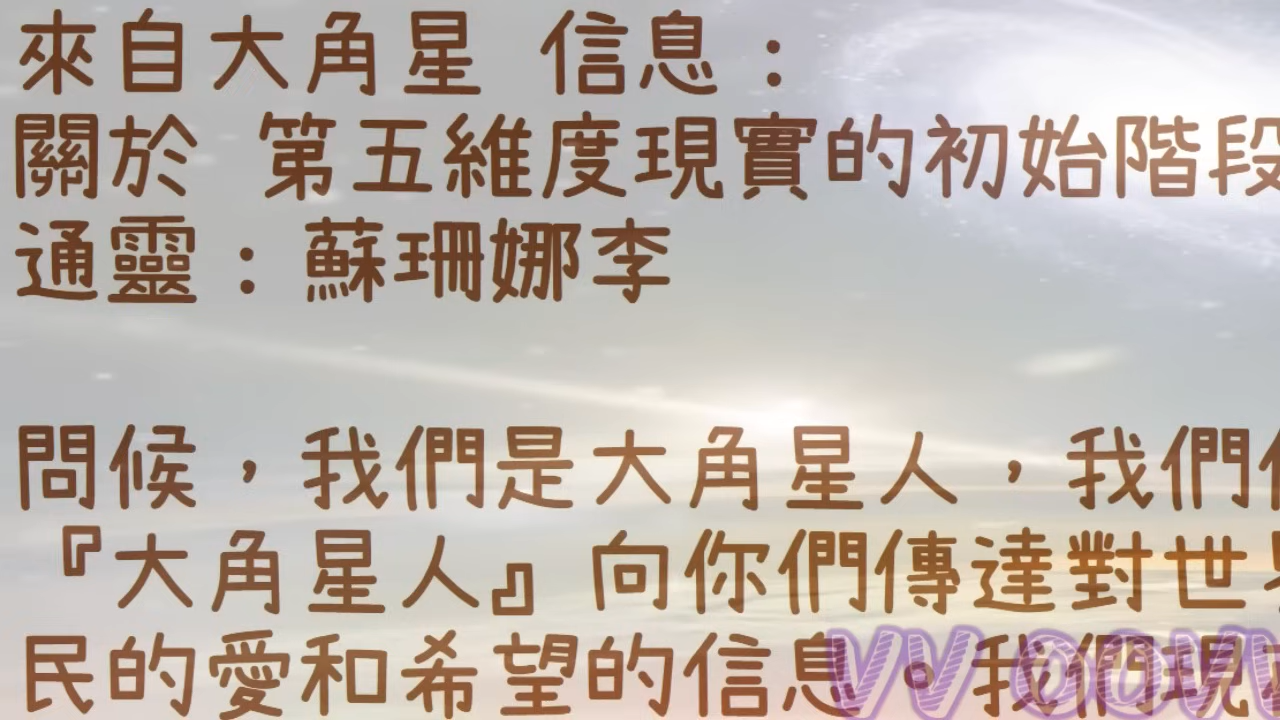 來自大角星 信息：
關於 第五維度現實的初始階段
通靈：蘇珊娜李
問候，我們是大角星人，我們
『大角星人』向你們傳達對世
民的愛和希望的信息。我們現